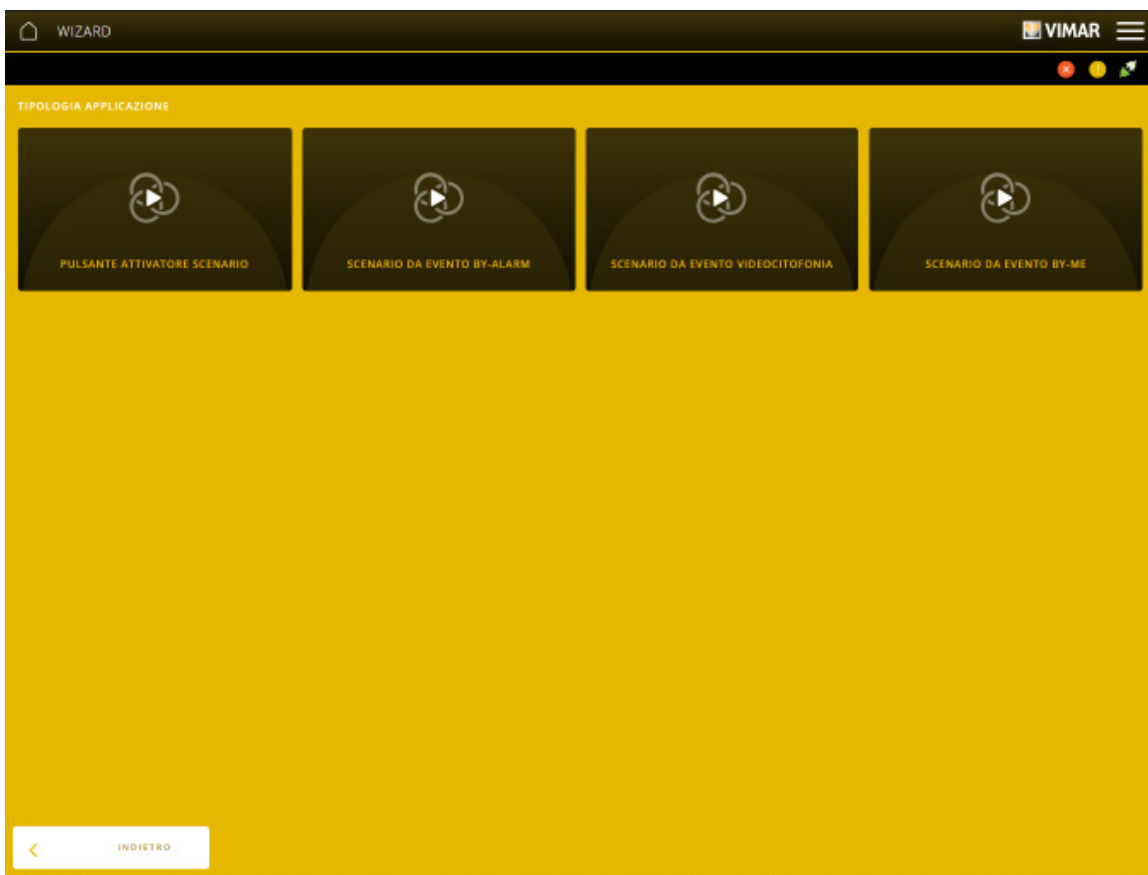 WIZARD
VIMAR
TIPOLOGIA APPLICAZIONE
PULSANTE ATTIVATORE SCENARIO
SCENARIO DA EVENTO BY-ALARM
SCENARIO DA EVENTO VIDEOCITOFONIA
SCENARIO DA EVENTO BY-ME
INDIETRO